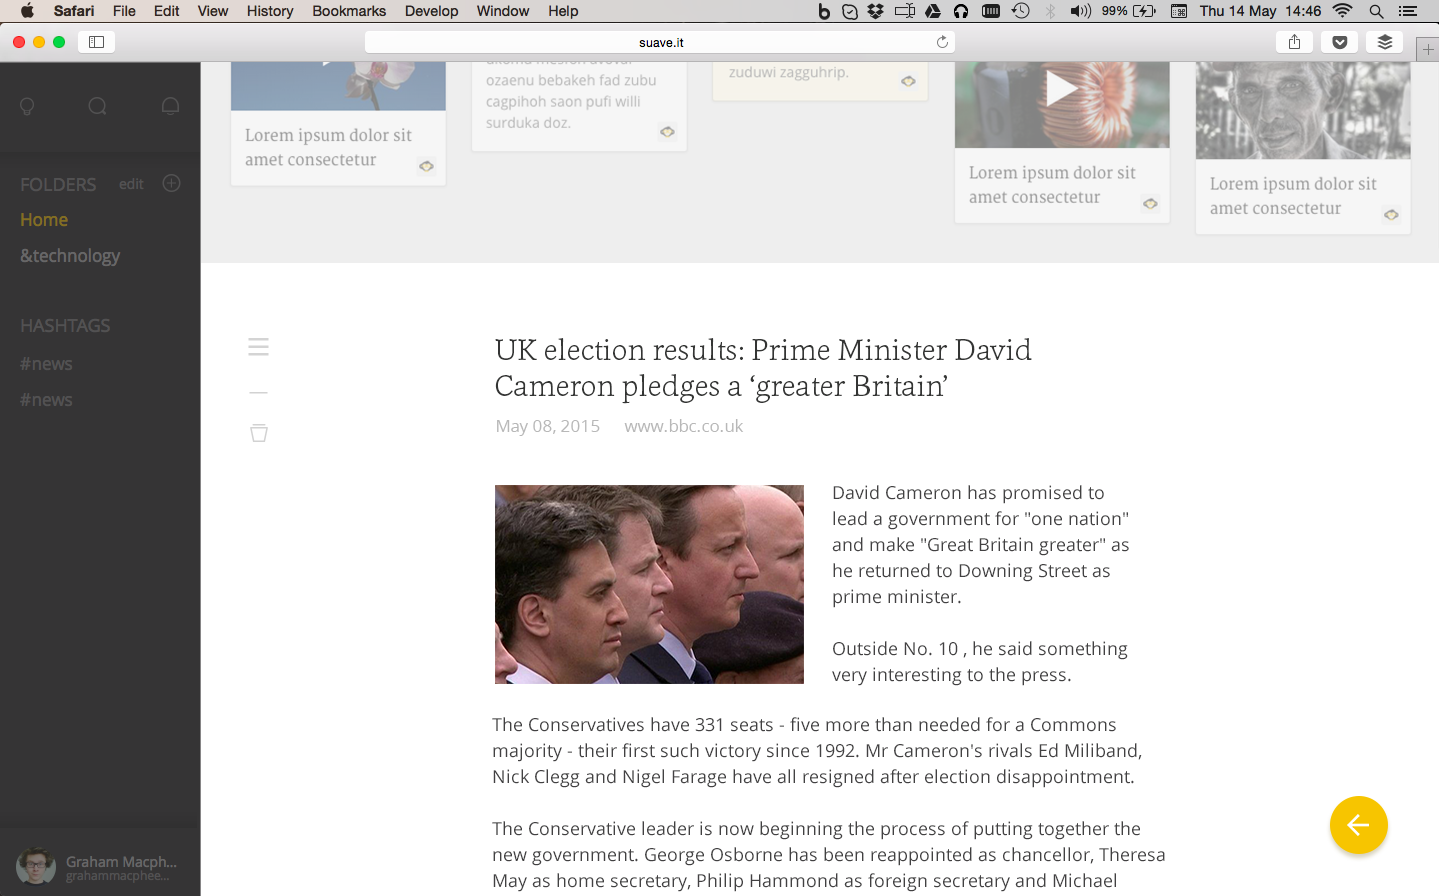 Safari File Edit View History Bookmarks Develop Window Help
99% Thu 14 May 14:46
suave.it
ozaenu bebakeh fad zubu
cagpihoh saon pufi willi
surduka doz.
zuduwi zagguhrip.
Lorem ipsum dolor sit
amet consectetur
Lorem ipsum dolor sit
amet consectetur
Lorem ipsum dolor sit
amet consectetur
FOLDERS edit
Home
&technology
HASHTAGS
#news
#news
Graham Macph...
grahammacphee...
UK election results: Prime Minister David
Cameron pledges a ‘greater Britain’
May 08, 2015 www.bbc.co.uk
David Cameron has promised to
lead a government for "one nation"
and make "Great Britain greater" as
he returned to Downing Street as
prime minister.
Outside No. 10 , he said something
very interesting to the press.
The Conservatives have 331 seats - five more than needed for a Commons
majority - their first such victory since 1992. Mr Cameron's rivals Ed Miliband,
Nick Clegg and Nigel Farage have all resigned after election disappointment.
The Conservative leader is now beginning the process of putting together the
new government. George Osborne has been reappointed as chancellor, Theresa
May as home secretary, Philip Hammond as foreign secretary and Michael